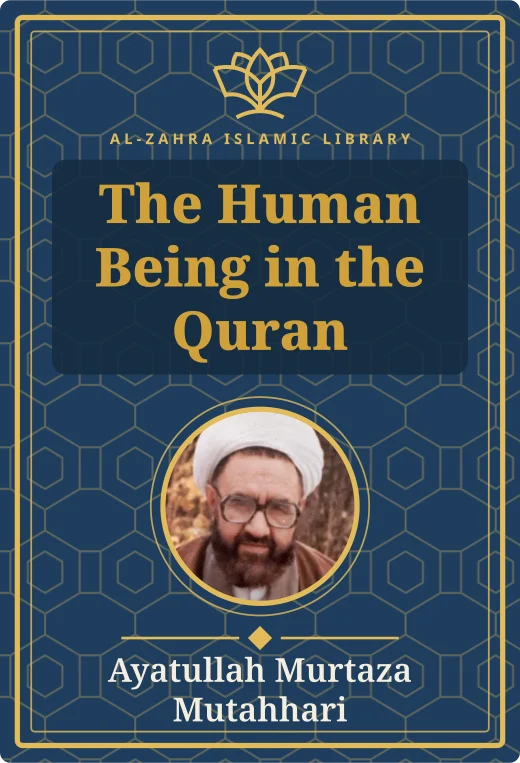 AL-ZAHRA ISLAMIC LIBRARY
The Human
Being in the
Quran
Ayatullah Murtaza
Mutahhari